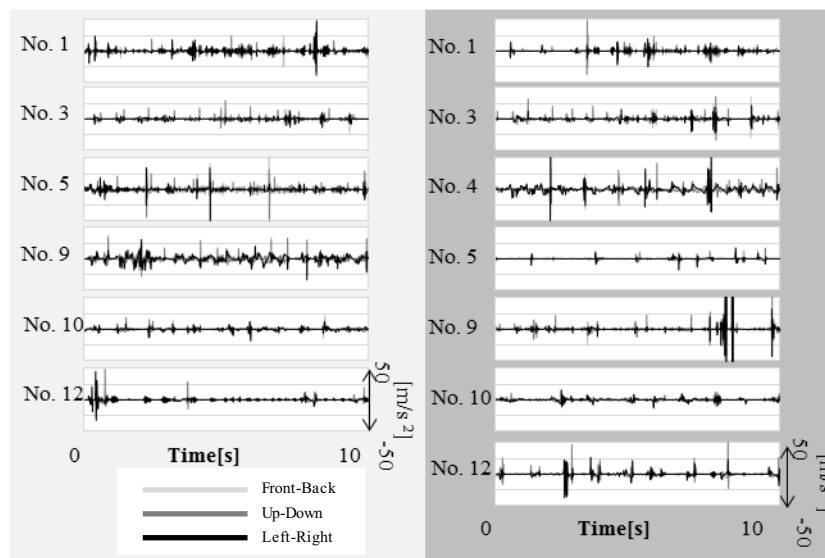 No. 1
No. 3
No. 5
No. 9
No. 10
No. 12
50
[m/s²]
-50
0 Time[s] 10
Front-Back
Up-Down
Left-Right
No. 1
No. 3
No. 4
No. 5
No. 9
No. 10
No. 12
50
-50
0 Time[s] 10